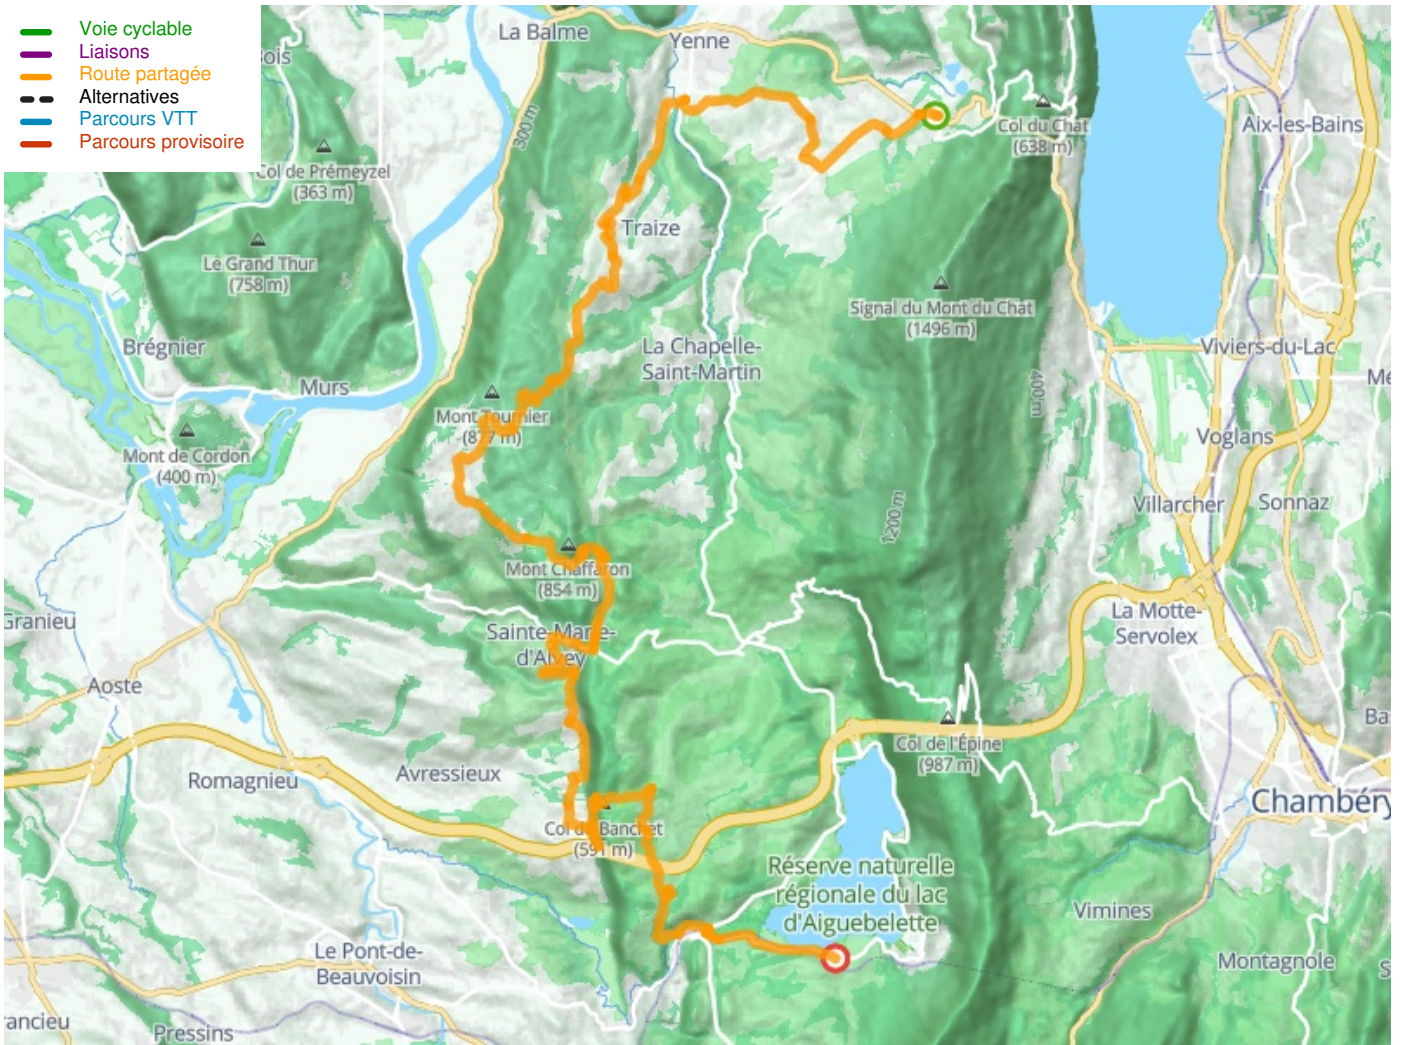 Voie cyclable
Liaisons
Route partagée
Alternatives
Parcours VTT
Parcours provisoire
La Balme
Yenne
Col de Prémeyzel
(363 m)
300 m
Col du Chat
(638 m)
Aix-les-Bains
Traize
Le Grand Thur
(758 m)
Signal du Mont du Chat
(1496 m)
Brégnier
La Chapelle-
Saint-Martin
Viviers-du-Lac
Murs
400 m
Mont Tournier
Mont de Cordon
(400 m)
Voglans
Villarcher
Sonnaz
1200 m
Mont Chaffaron
(854 m)
Granieu
Sainte-Marie-
d'Alvey
La Motte-
Servolex
Aoste
Col de l'Épine
(987 m)
Romagnieu
Avressieux
Chambéry
Col du Banchet
(591 m)
Réserve naturelle
régionale du lac
d'Aiguebelette
Vimines
Le Pont-de-
Beauvoisin
Montagnole
Pressins